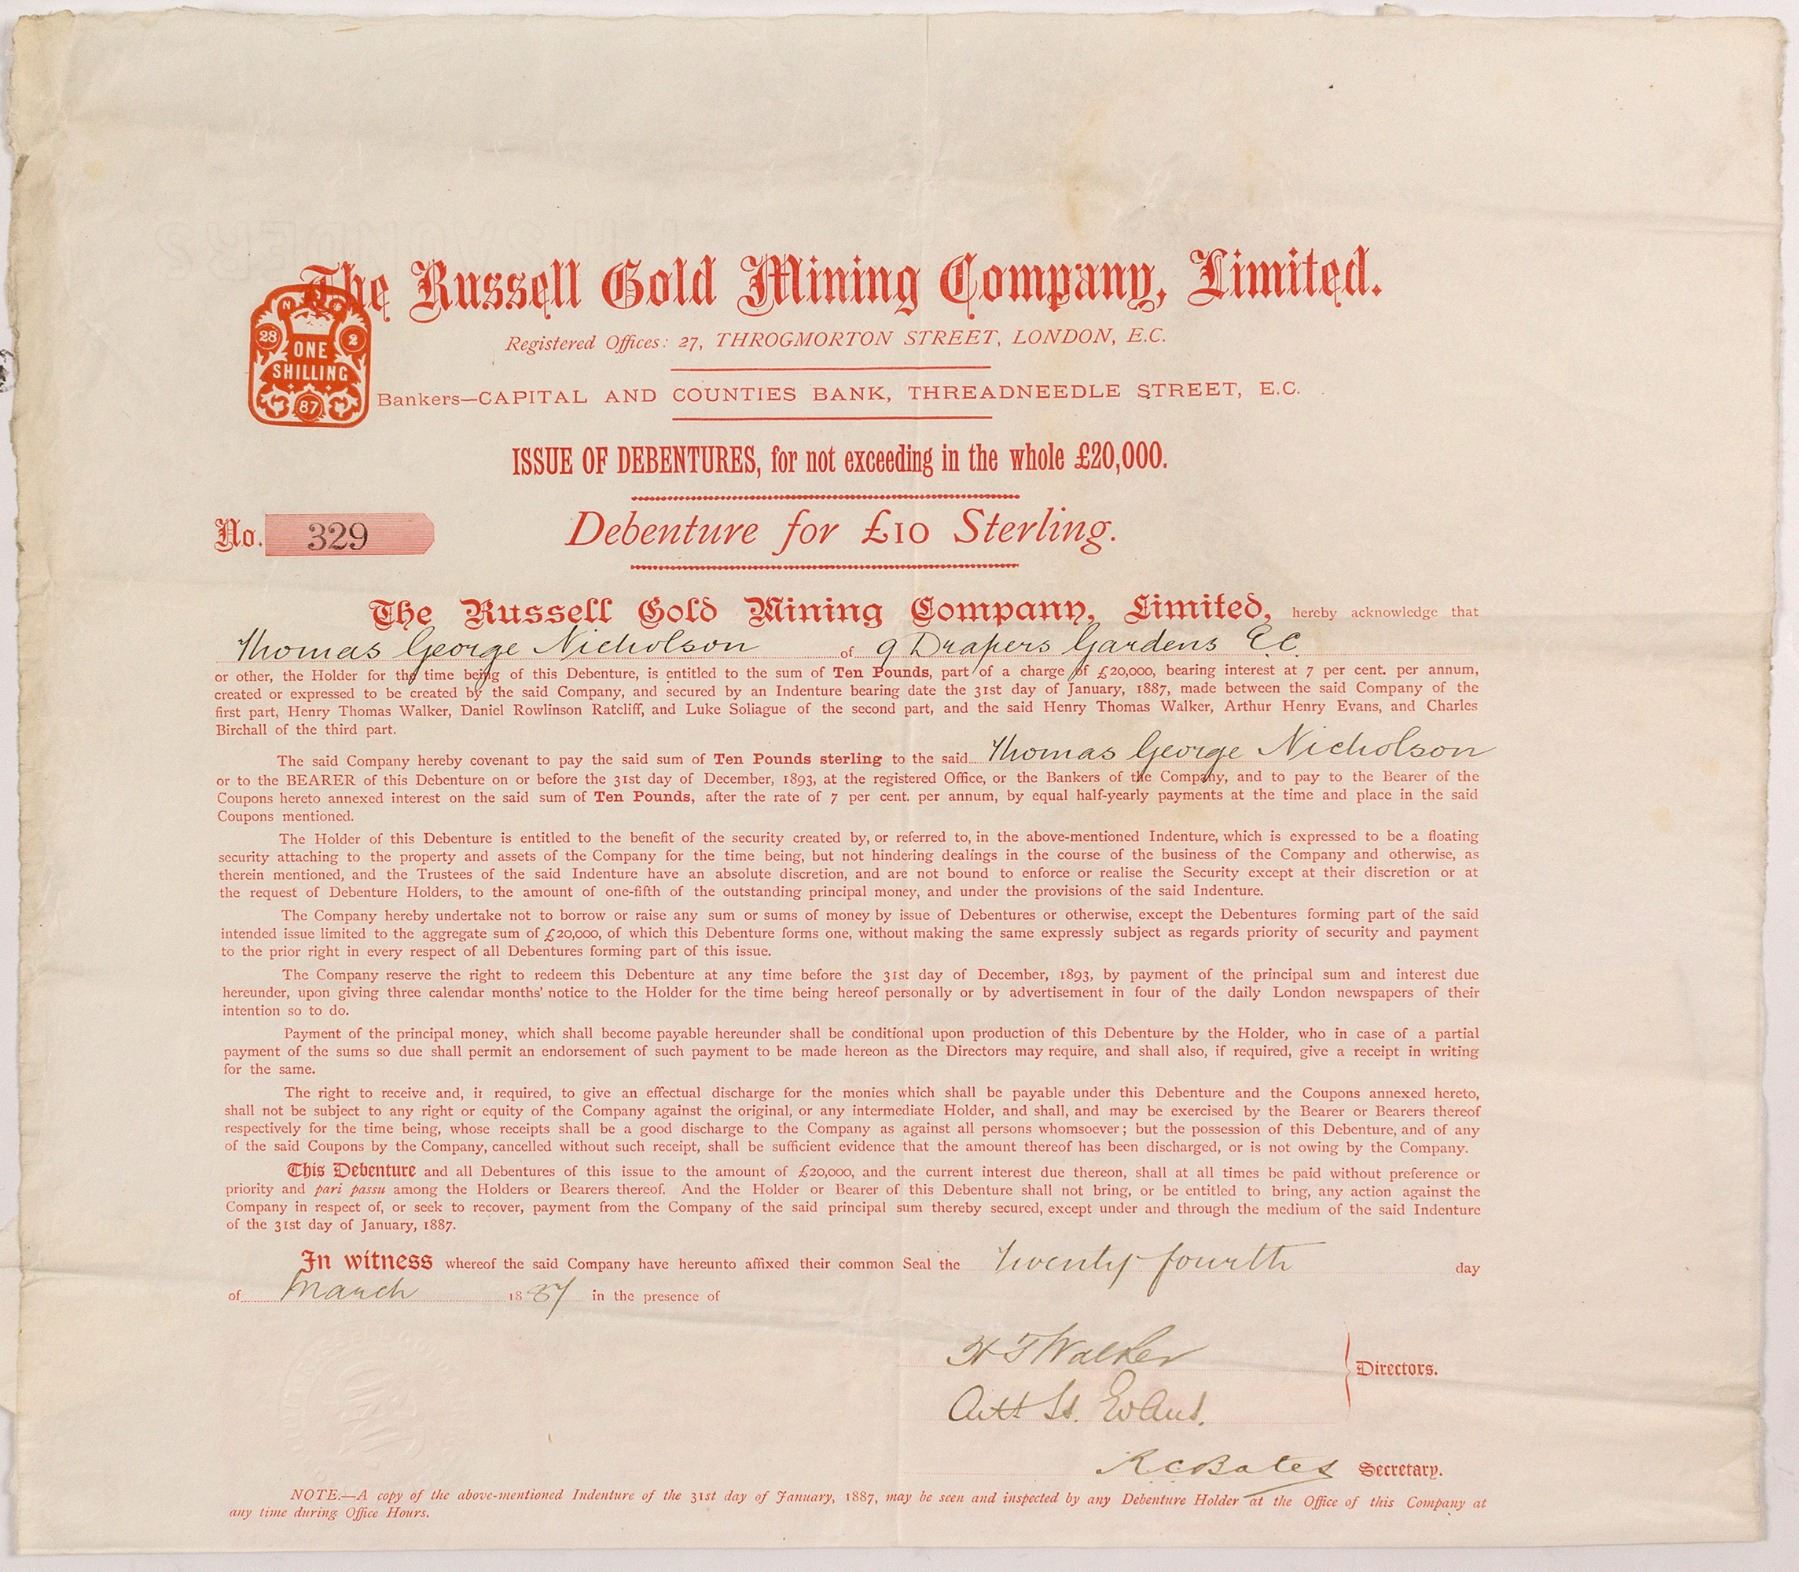 The Russell Gold Mining Company, Limited.
Registered Offices: 27, THROGMORTON STREET, LONDON, E.C.
28 2
ONE
SHILLING
87
Bankers—CAPITAL AND COUNTIES BANK, THREADNEEDLE STREET, E.C.
ISSUE OF DEBENTURES, for not exceeding in the whole £20,000.
No. 329
Debenture for £10 Sterling.
The Russell Gold Mining Company, Limited, hereby acknowledge that
Thomas George Nicholson of 9 Drapers Gardens E.C.
or other, the Holder for the time being of this Debenture, is entitled to the sum of Ten Pounds, part of a charge of £20,000, bearing interest at 7 per cent. per annum,
created or expressed to be created by the said Company, and secured by an Indenture bearing date the 31st day of January, 1887, made between the said Company of the
first part, Henry Thomas Walker, Daniel Rowlinson Ratcliff, and Luke Soliague of the second part, and the said Henry Thomas Walker, Arthur Henry Evans, and Charles
Birchall of the third part.
The said Company hereby covenant to pay the said sum of Ten Pounds sterling to the said Thomas George Nicholson
or to the BEARER of this Debenture on or before the 31st day of December, 1893, at the registered Office, or the Bankers of the Company, and to pay to the Bearer of the
Coupons hereto annexed interest on the said sum of Ten Pounds, after the rate of 7 per cent. per annum, by equal half-yearly payments at the time and place in the said
Coupons mentioned.
The Holder of this Debenture is entitled to the benefit of the security created by, or referred to, in the above-mentioned Indenture, which is expressed to be a floating
security attaching to the property and assets of the Company for the time being, but not hindering dealings in the course of the business of the Company and otherwise, as
therein mentioned, and the Trustees of the said Indenture have an absolute discretion, and are not bound to enforce or realise the Security except at their discretion or at
the request of Debenture Holders, to the amount of one-fifth of the outstanding principal money, and under the provisions of the said Indenture.
The Company hereby undertake not to borrow or raise any sum or sums of money by issue of Debentures or otherwise, except the Debentures forming part of the said
intended issue limited to the aggregate sum of £20,000, of which this Debenture forms one, without making the same expressly subject as regards priority of security and payment
to the prior right in every respect of all Debentures forming part of this issue.
The Company reserve the right to redeem this Debenture at any time before the 31st day of December, 1893, by payment of the principal sum and interest due
hereunder, upon giving three calendar months' notice to the Holder for the time being hereof personally or by advertisement in four of the daily London newspapers of their
intention so to do.
Payment of the principal money, which shall become payable hereunder shall be conditional upon production of this Debenture by the Holder, who in case of a partial
payment of the sums so due shall permit an endorsement of such payment to be made hereon as the Directors may require, and shall also, if required, give a receipt in writing
for the same.
The right to receive and, if required, to give an effectual discharge for the monies which shall be payable under this Debenture and the Coupons annexed hereto,
shall not be subject to any right or equity of the Company against the original, or any intermediate Holder, and shall, and may be exercised by the Bearer or Bearers thereof
respectively for the time being, whose receipts shall be a good discharge to the Company as against all persons whomsoever; but the possession of this Debenture, and of any
of the said Coupons by the Company, cancelled without such receipt, shall be sufficient evidence that the amount thereof has been discharged, or is not owing by the Company.
This Debenture and all Debentures of this issue to the amount of £20,000, and the current interest due thereon, shall at all times be paid without preference or
priority and pari passu among the Holders or Bearers thereof. And the Holder or Bearer of this Debenture shall not bring, or be entitled to bring, any action against the
Company in respect of, or seek to recover, payment from the Company of the said principal sum thereby secured, except under and through the medium of the said Indenture
of the 31st day of January, 1887.
In witness whereof the said Company have hereunto affixed their common Seal the Twenty fourth day
of March 1887 in the presence of
H T Walker
Directors.
Arth H. Evans.
R C Bates Secretary.
NOTE.—A copy of the above-mentioned Indenture of the 31st day of January, 1887, may be seen and inspected by any Debenture Holder at the Office of this Company at
any time during Office Hours.